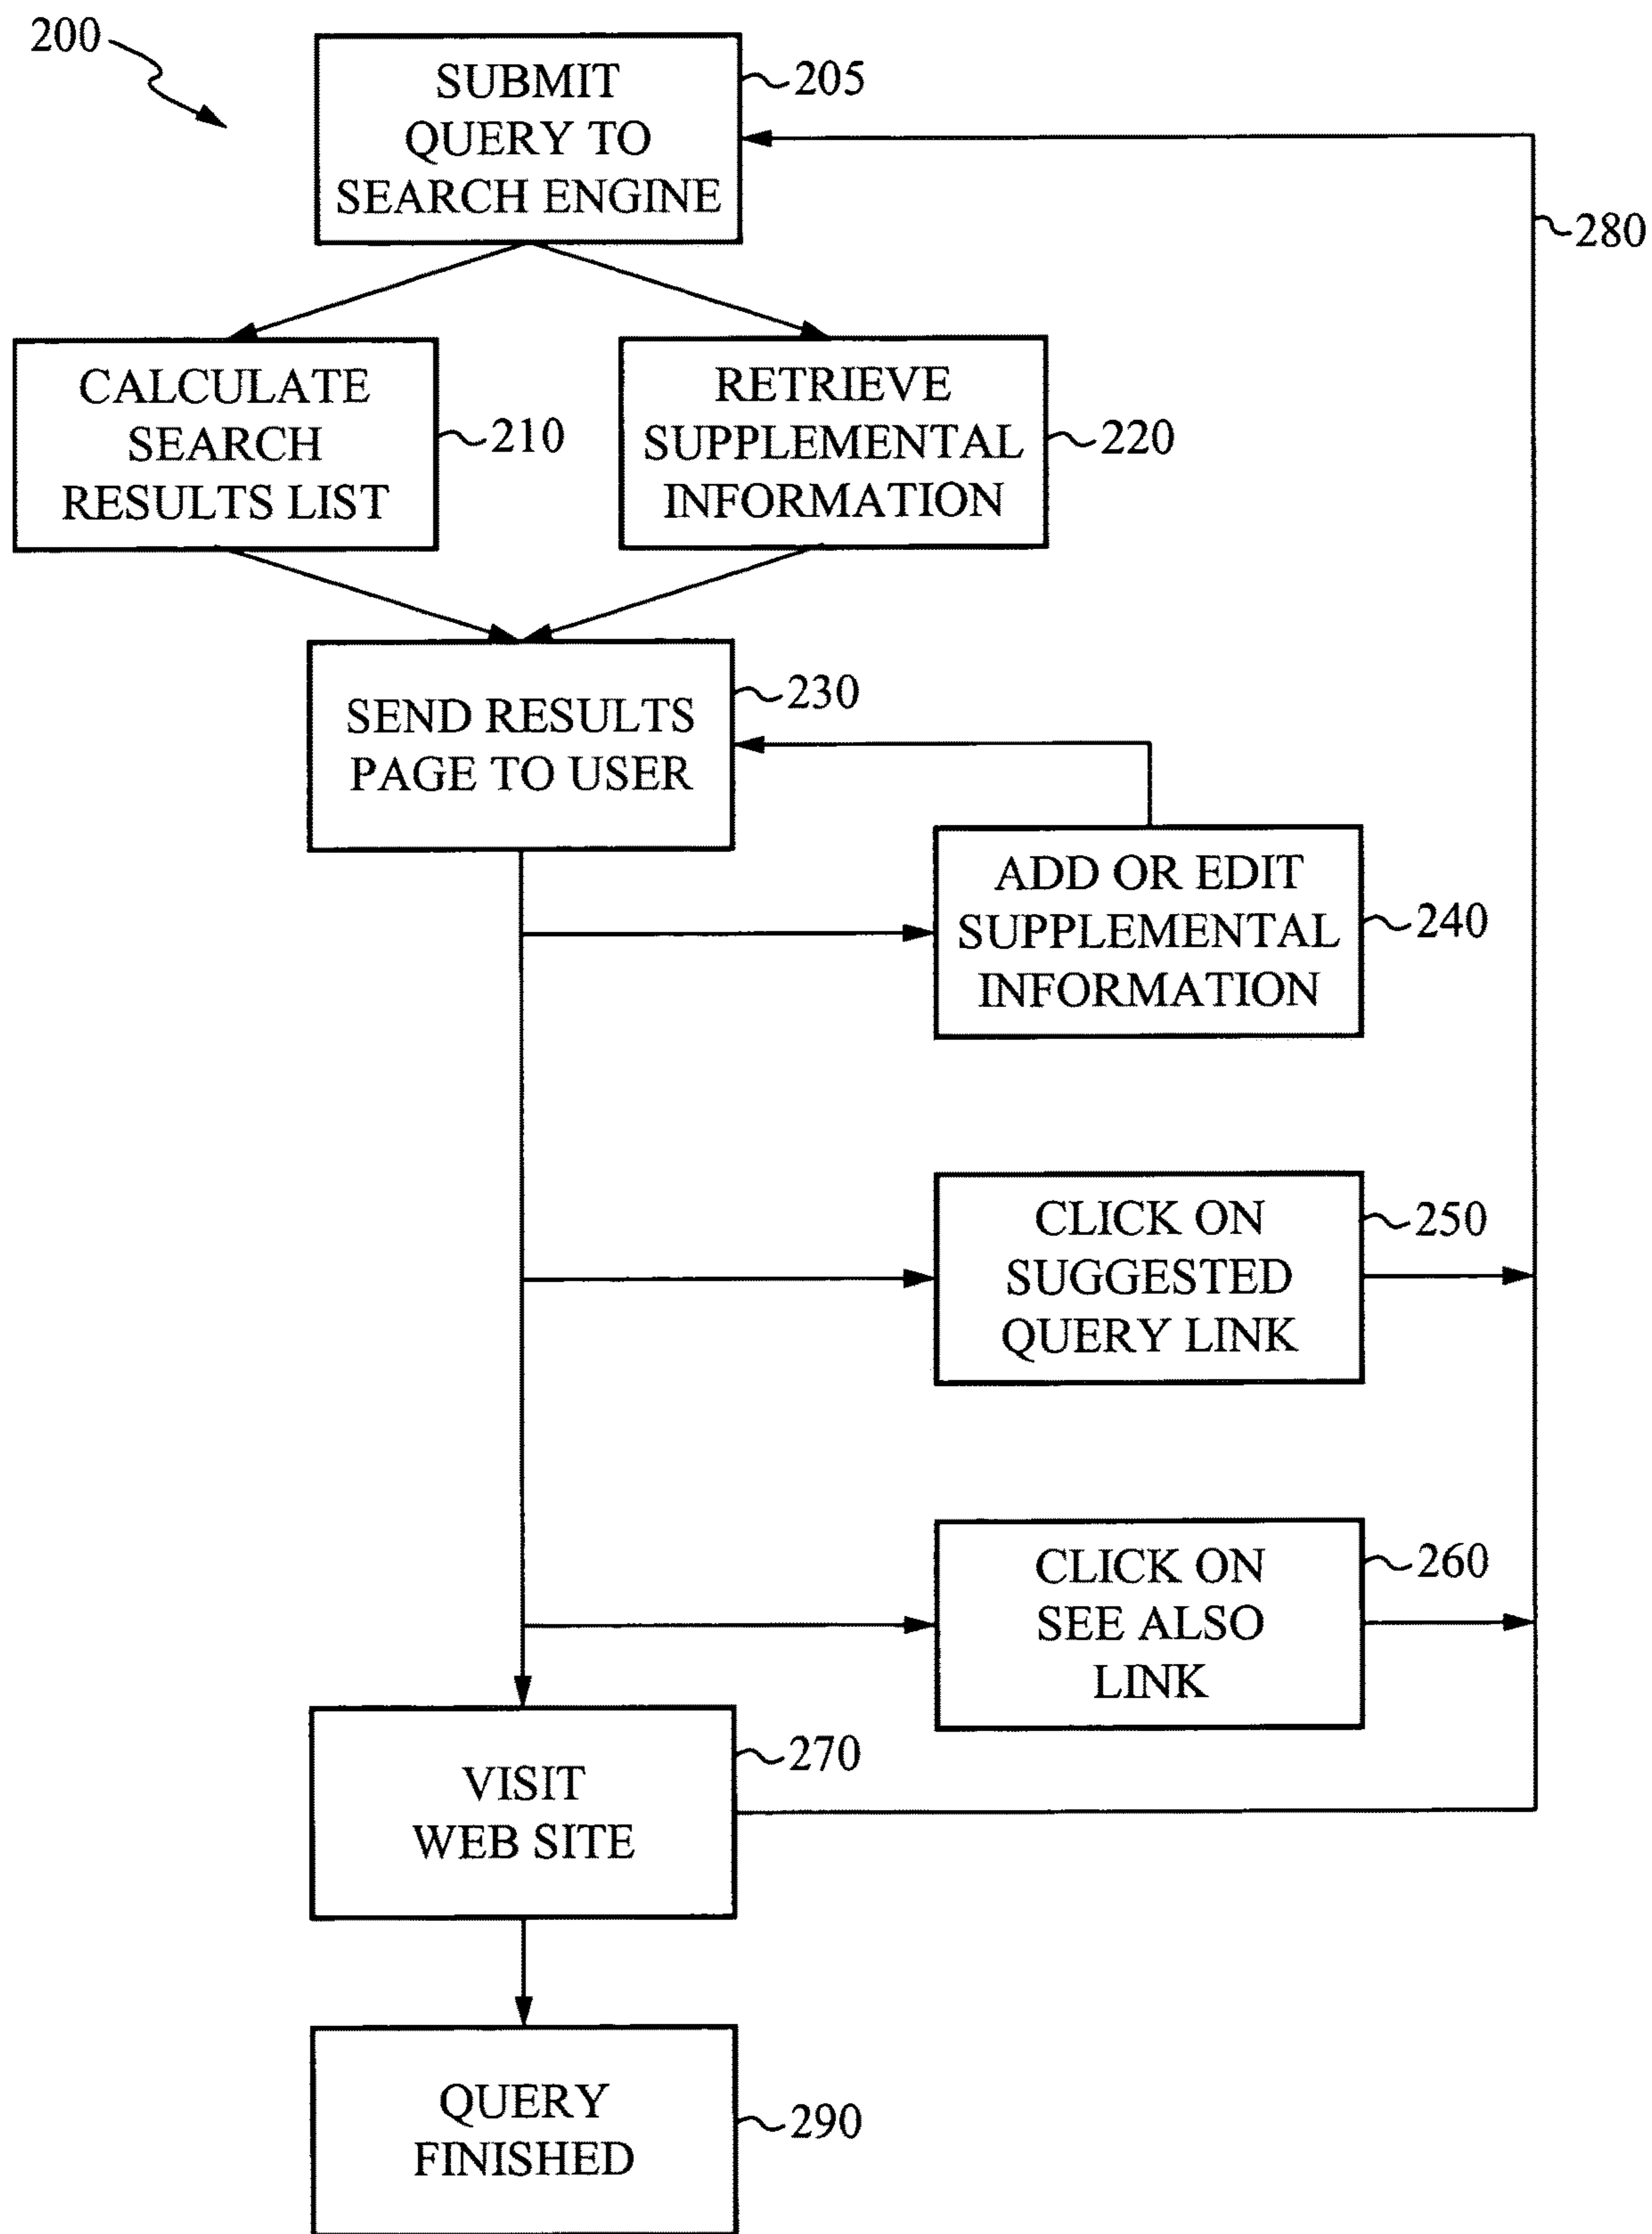 200
SUBMIT
QUERY TO
SEARCH ENGINE
205
280
CALCULATE
SEARCH
RESULTS LIST
210
RETRIEVE
SUPPLEMENTAL
INFORMATION
220
SEND RESULTS
PAGE TO USER
230
ADD OR EDIT
SUPPLEMENTAL
INFORMATION
240
CLICK ON
SUGGESTED
QUERY LINK
250
CLICK ON
SEE ALSO
LINK
260
VISIT
WEB SITE
270
QUERY
FINISHED
290